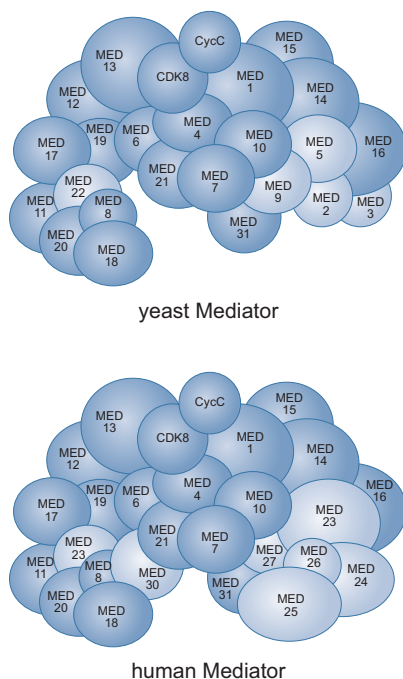 CycC
MED
15
MED
13
CDK8
MED
1
MED
14
MED
12
MED
4
MED
19
MED
6
MED
10
MED
5
MED
16
MED
17
MED
21
MED
7
MED
22
MED
9
MED
2
MED
3
MED
11
MED
8
MED
31
MED
20
MED
18
yeast Mediator
CycC
MED
15
MED
13
CDK8
MED
1
MED
14
MED
12
MED
4
MED
16
MED
19
MED
6
MED
10
MED
23
MED
17
MED
21
MED
7
MED
23
MED
27
MED
26
MED
11
MED
8
MED
30
MED
31
MED
24
MED
25
MED
20
MED
18
human Mediator